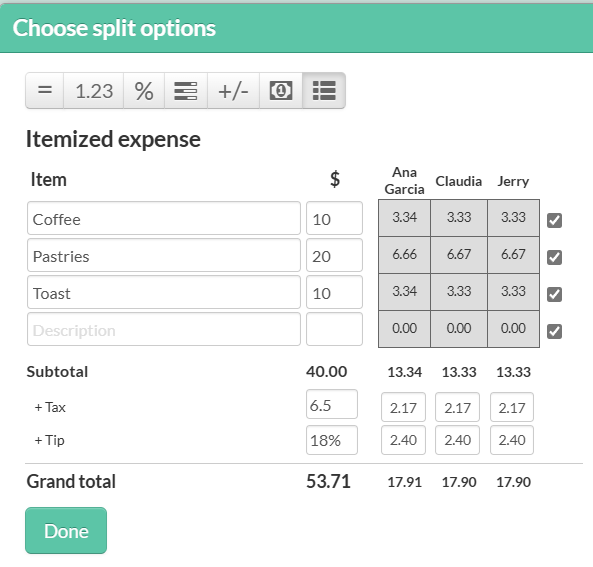 Choose split options
= 1.23 % +/- 1
Itemized expense
Item $ Ana Garcia Claudia Jerry
Coffee 10 3.34 3.33 3.33
Pastries 20 6.66 6.67 6.67
Toast 10 3.34 3.33 3.33
Description 0.00 0.00 0.00
Subtotal 40.00 13.34 13.33 13.33
+ Tax 6.5 2.17 2.17 2.17
+ Tip 18% 2.40 2.40 2.40
Grand total 53.71 17.91 17.90 17.90
Done